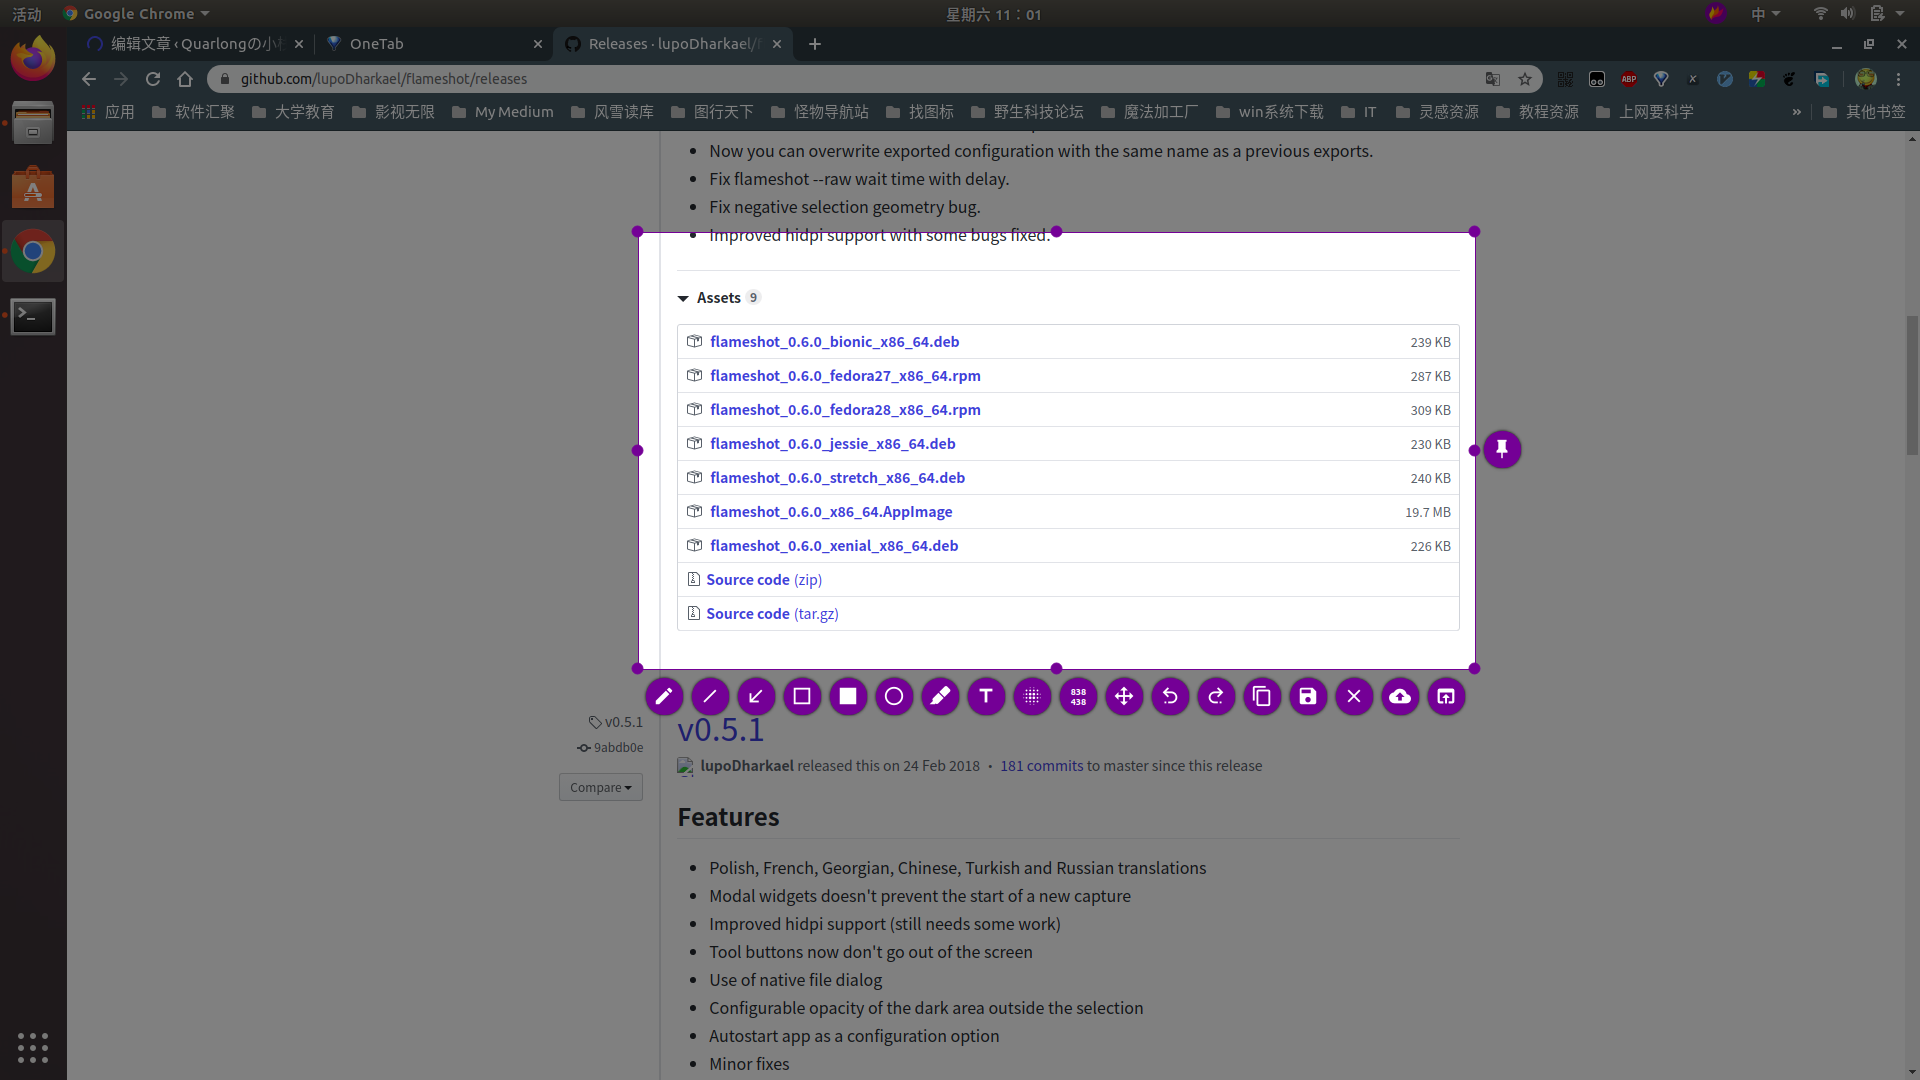 活动
Google Chrome
星期六 11：01
中
编辑文章 ‹ Quarlongの小
OneTab
Releases · lupoDharkael/f
github.com/lupoDharkael/flameshot/releases
ABP
应用
软件汇聚
大学教育
影视无限
My Medium
风雪读库
图行天下
怪物导航站
找图标
野生科技论坛
魔法加工厂
win系统下载
IT
灵感资源
教程资源
上网要科学
»
其他书签
Now you can overwrite exported configuration with the same name as a previous exports.
Fix flameshot --raw wait time with delay.
Fix negative selection geometry bug.
Improved hidpi support with some bugs fixed.
Assets 9
flameshot_0.6.0_bionic_x86_64.deb 239 KB
flameshot_0.6.0_fedora27_x86_64.rpm 287 KB
flameshot_0.6.0_fedora28_x86_64.rpm 309 KB
flameshot_0.6.0_jessie_x86_64.deb 230 KB
flameshot_0.6.0_stretch_x86_64.deb 240 KB
flameshot_0.6.0_x86_64.AppImage 19.7 MB
flameshot_0.6.0_xenial_x86_64.deb 226 KB
Source code (zip)
Source code (tar.gz)
T
838
438
v0.5.1
v0.5.1
9abdb0e
lupoDharkael released this on 24 Feb 2018 · 181 commits to master since this release
Compare
Features
Polish, French, Georgian, Chinese, Turkish and Russian translations
Modal widgets doesn't prevent the start of a new capture
Improved hidpi support (still needs some work)
Tool buttons now don't go out of the screen
Use of native file dialog
Configurable opacity of the dark area outside the selection
Autostart app as a configuration option
Minor fixes